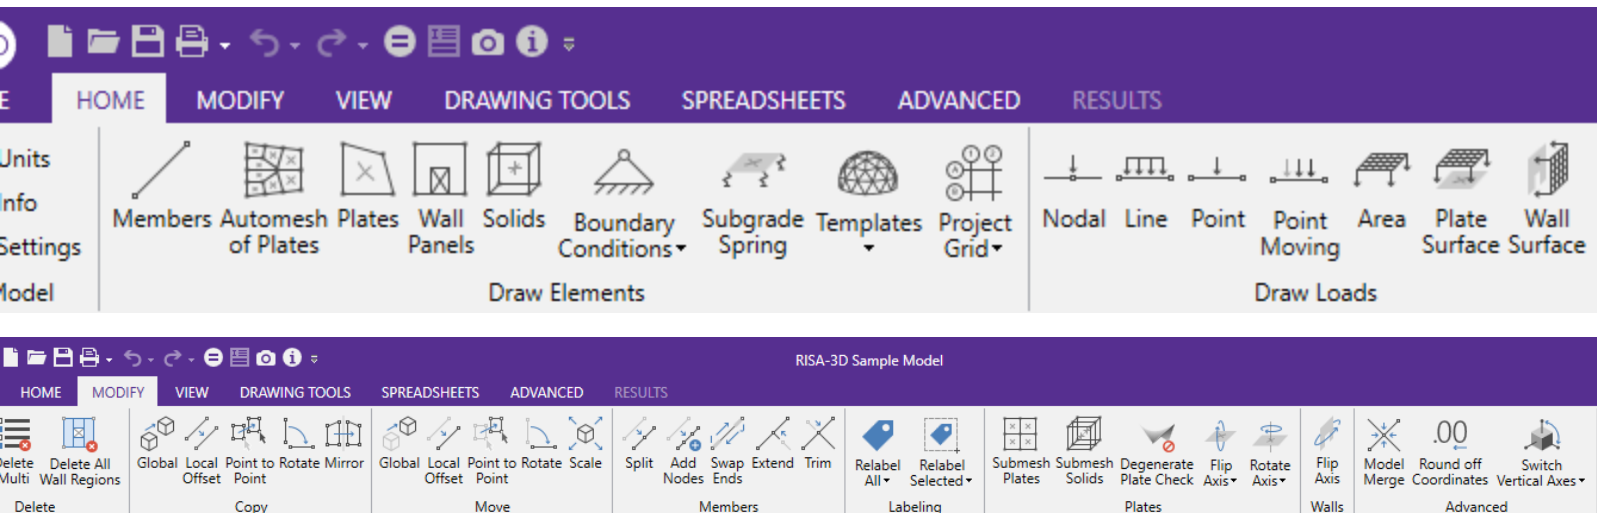 HOME MODIFY VIEW DRAWING TOOLS SPREADSHEETS ADVANCED RESULTS
Units
Info
Settings
Members Automesh of Plates Plates Wall Panels Solids Boundary Conditions Subgrade Spring Templates Project Grid
Nodal Line Point Point Moving Area Plate Surface Wall Surface
Draw Elements Draw Loads
RISA-3D Sample Model
HOME MODIFY VIEW DRAWING TOOLS SPREADSHEETS ADVANCED RESULTS
.00
Delete Multi Delete All Wall Regions
Global Local Offset Point to Point Rotate Mirror
Global Local Offset Point to Point Rotate Scale
Split Add Nodes Swap Ends Extend Trim
Relabel All Relabel Selected
Submesh Plates Submesh Solids Degenerate Plate Check Flip Axis Rotate Axis
Flip Axis
Model Merge Round off Coordinates Switch Vertical Axes
Delete Copy Move Members Labeling Plates Walls Advanced